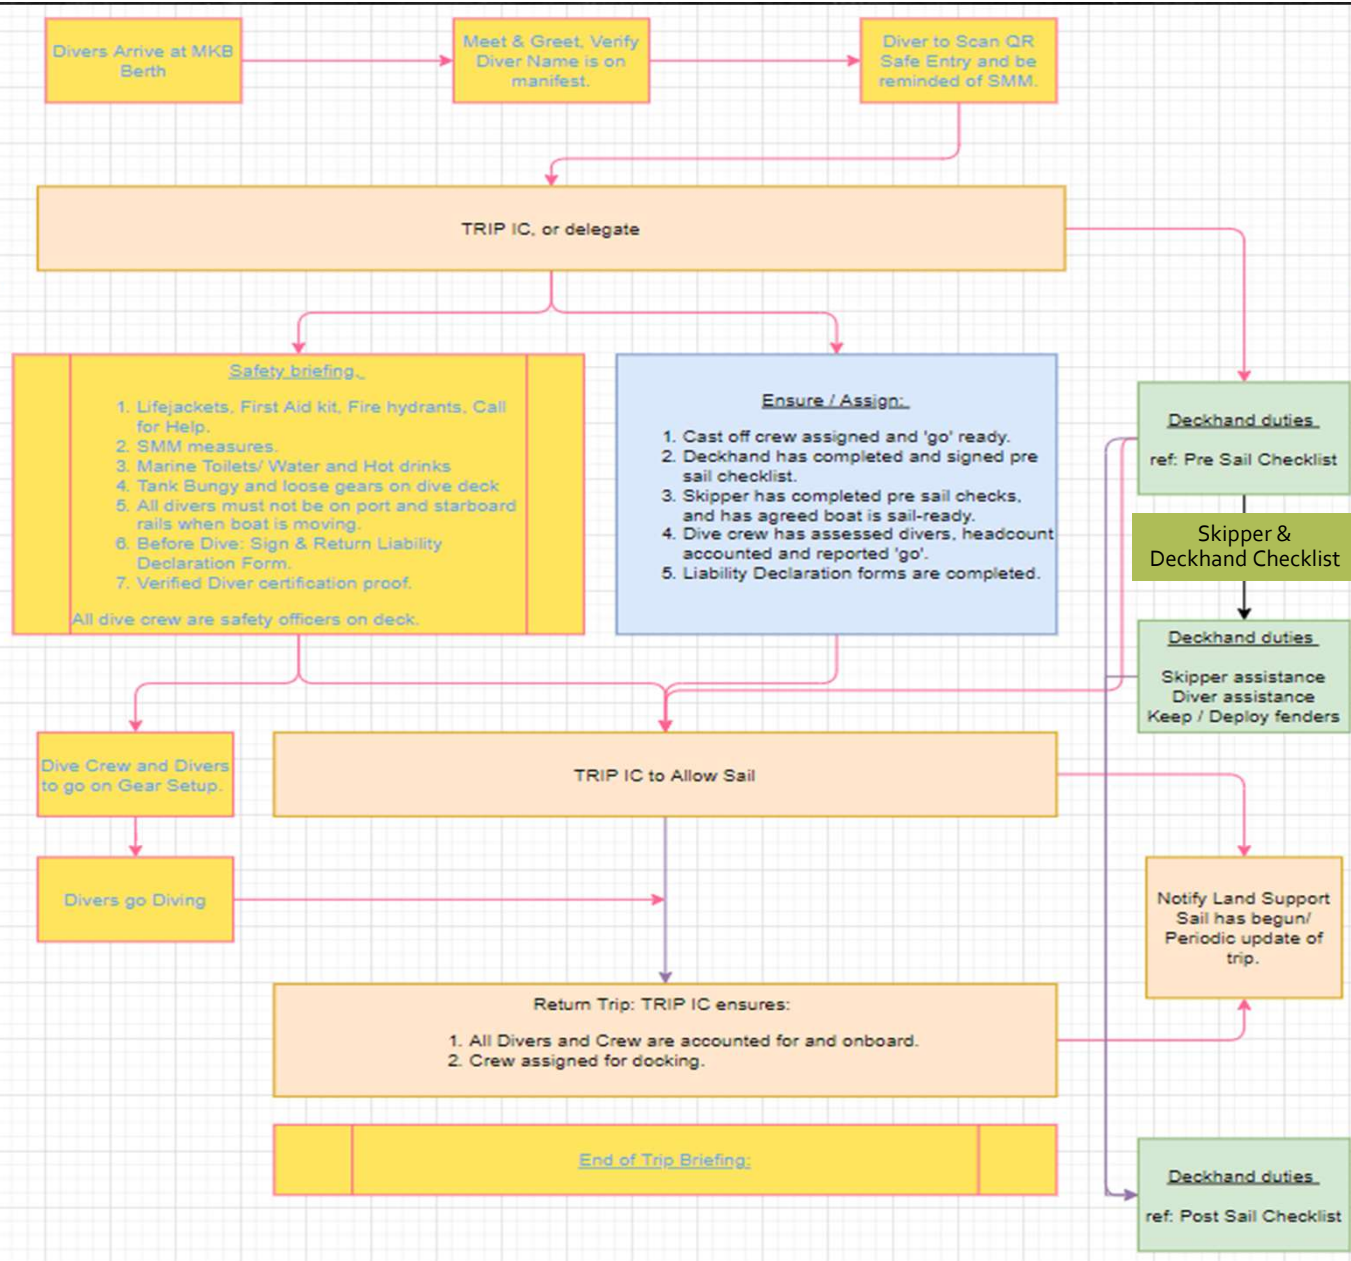 Divers Arrive at MKB
Berth
Meet & Greet, Verify
Diver Name is on
manifest.
Diver to Scan QR
Safe Entry and be
reminded of SMM.
TRIP IC, or delegate
Safety briefing.
1. Lifejackets, First Aid kit, Fire hydrants, Call
for Help.
2. SMM measures.
3. Marine Toilets/ Water and Hot drinks
4. Tank Bungy and loose gears on dive deck
5. All divers must not be on port and starboard
rails when boat is moving.
6. Before Dive: Sign & Return Liability
Declaration Form.
7. Verified Diver certification proof.
All dive crew are safety officers on deck.
Ensure / Assign:
1. Cast off crew assigned and 'go' ready.
2. Deckhand has completed and signed pre
sail checklist.
3. Skipper has completed pre sail checks,
and has agreed boat is sail-ready.
4. Dive crew has assessed divers, headcount
accounted and reported 'go'.
5. Liability Declaration forms are completed.
Deckhand duties
ref: Pre Sail Checklist
Skipper &
Deckhand Checklist
Deckhand duties
Skipper assistance
Diver assistance
Keep / Deploy fenders
Dive Crew and Divers
to go on Gear Setup.
TRIP IC to Allow Sail
Divers go Diving
Notify Land Support
Sail has begun/
Periodic update of
trip.
Return Trip: TRIP IC ensures:
1. All Divers and Crew are accounted for and onboard.
2. Crew assigned for docking.
End of Trip Briefing:
Deckhand duties
ref: Post Sail Checklist